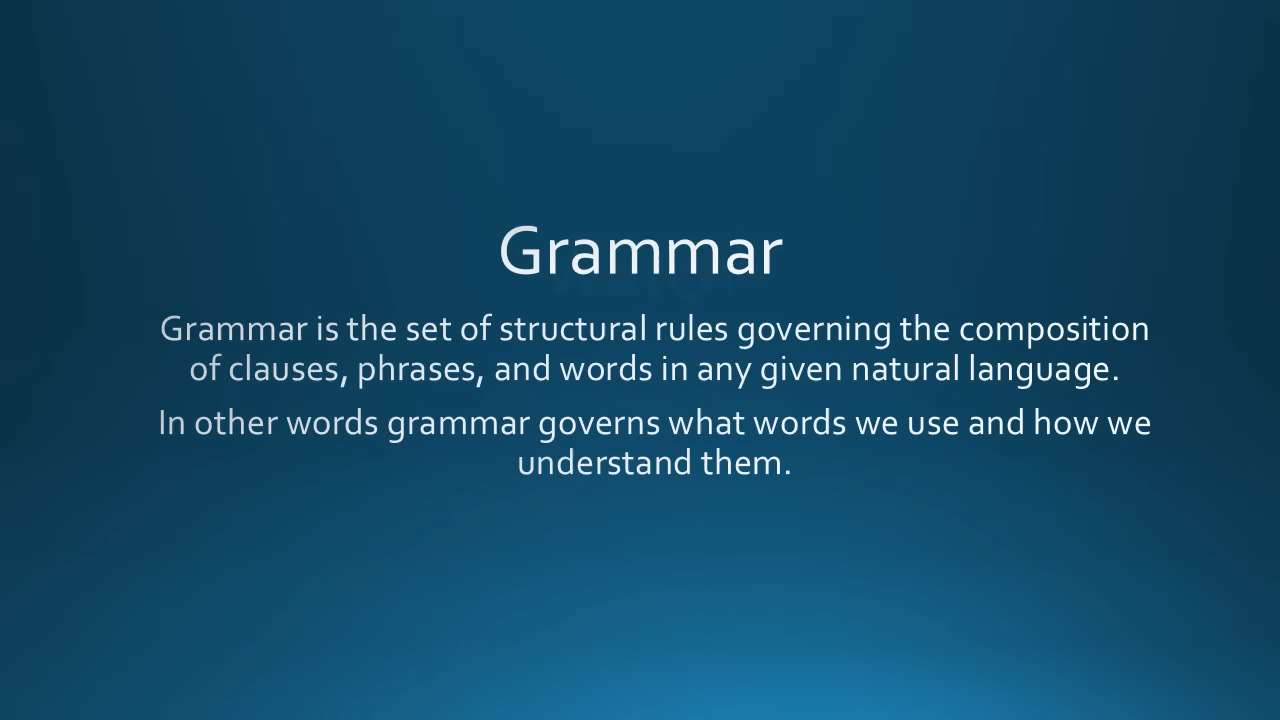 Grammar
Grammar is the set of structural rules governing the composition
of clauses, phrases, and words in any given natural language.
In other words grammar governs what words we use and how we
understand them.